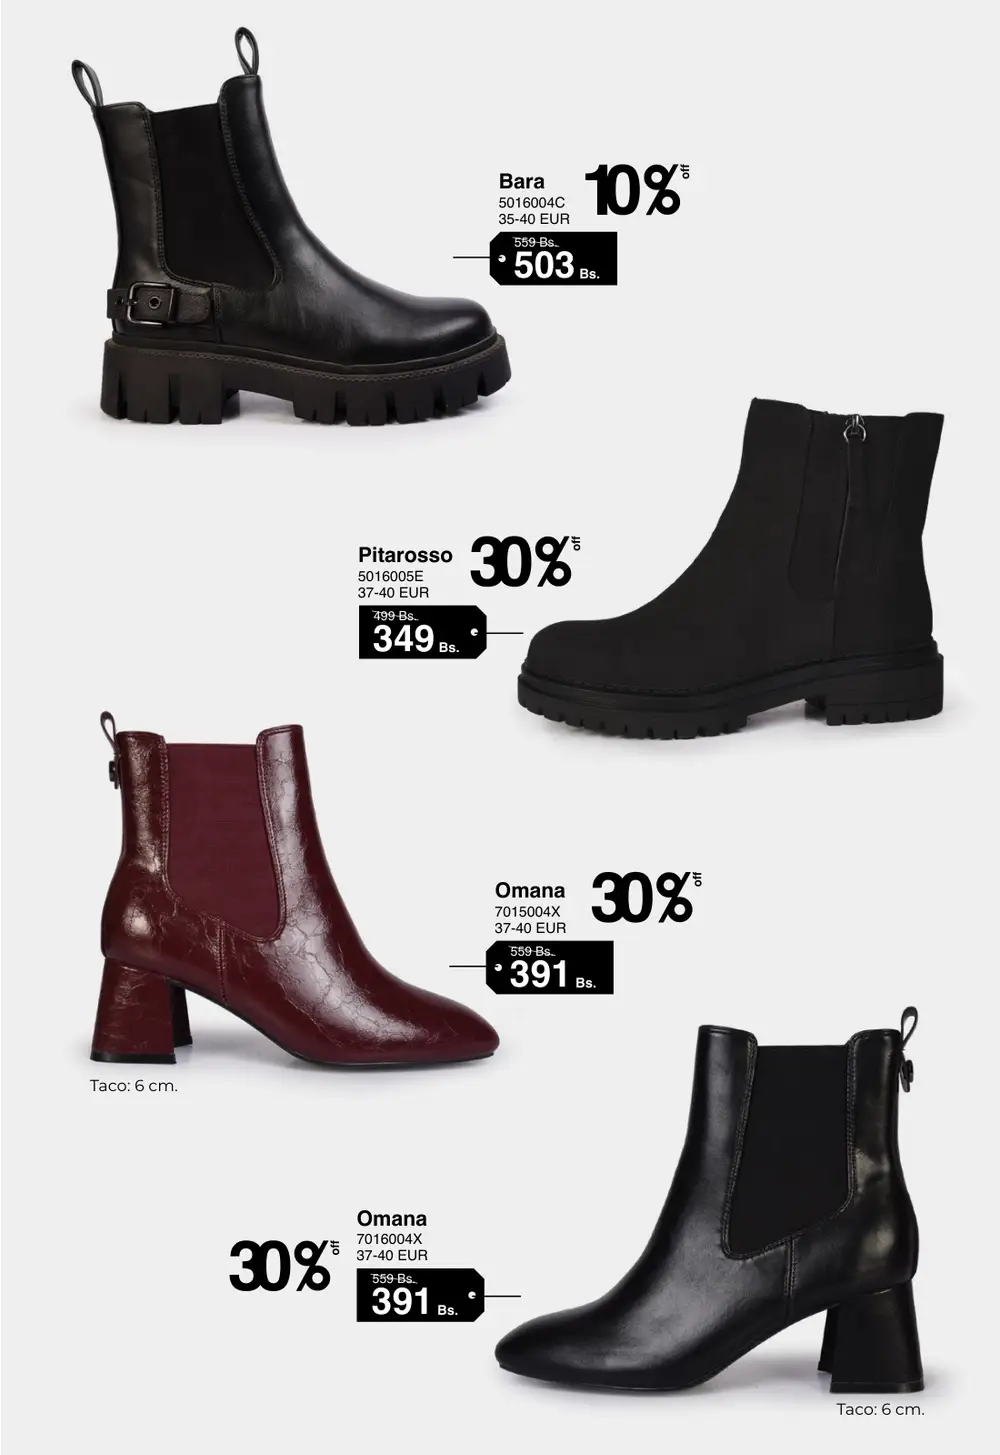 Bara
5016004C
35-40 EUR
10% off
559 Bs.
503 Bs.
Pitarosso
5016005E
37-40 EUR
30% off
499 Bs.
349 Bs.
Omana
7015004X
37-40 EUR
30% off
559 Bs.
391 Bs.
Taco: 6 cm.
Omana
7016004X
37-40 EUR
30% off
559 Bs.
391 Bs.
Taco: 6 cm.